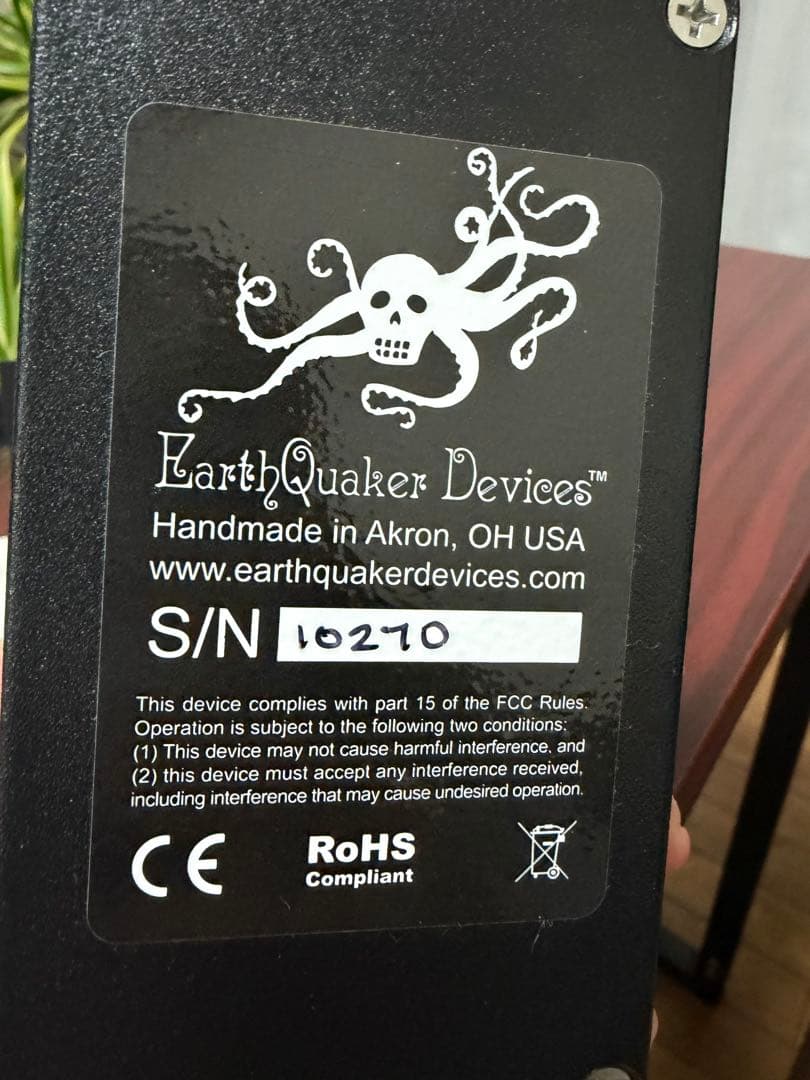 EarthQuaker Devices™
Handmade in Akron, OH USA
www.earthquakerdevices.com
S/N 10270
This device complies with part 15 of the FCC Rules.
Operation is subject to the following two conditions:
(1) This device may not cause harmful interference, and
(2) this device must accept any interference received,
including interference that may cause undesired operation.
CE
RoHS
Compliant